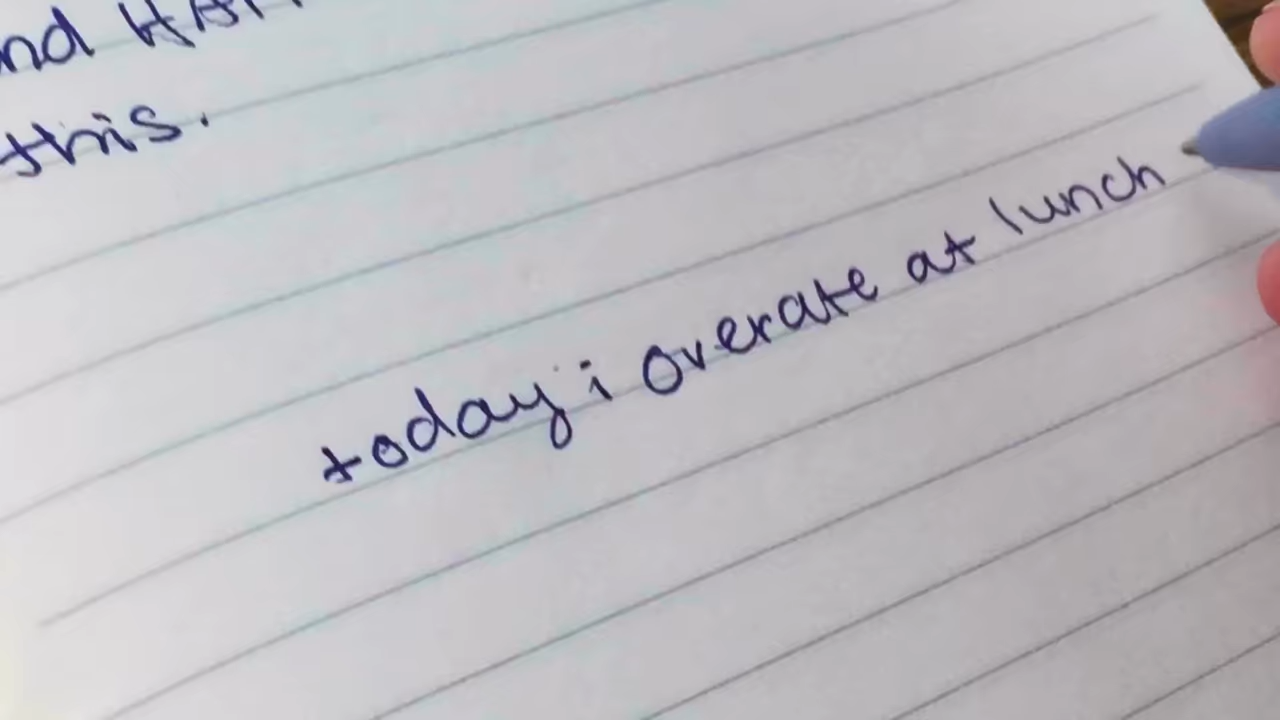 this.
today i overate at lunch